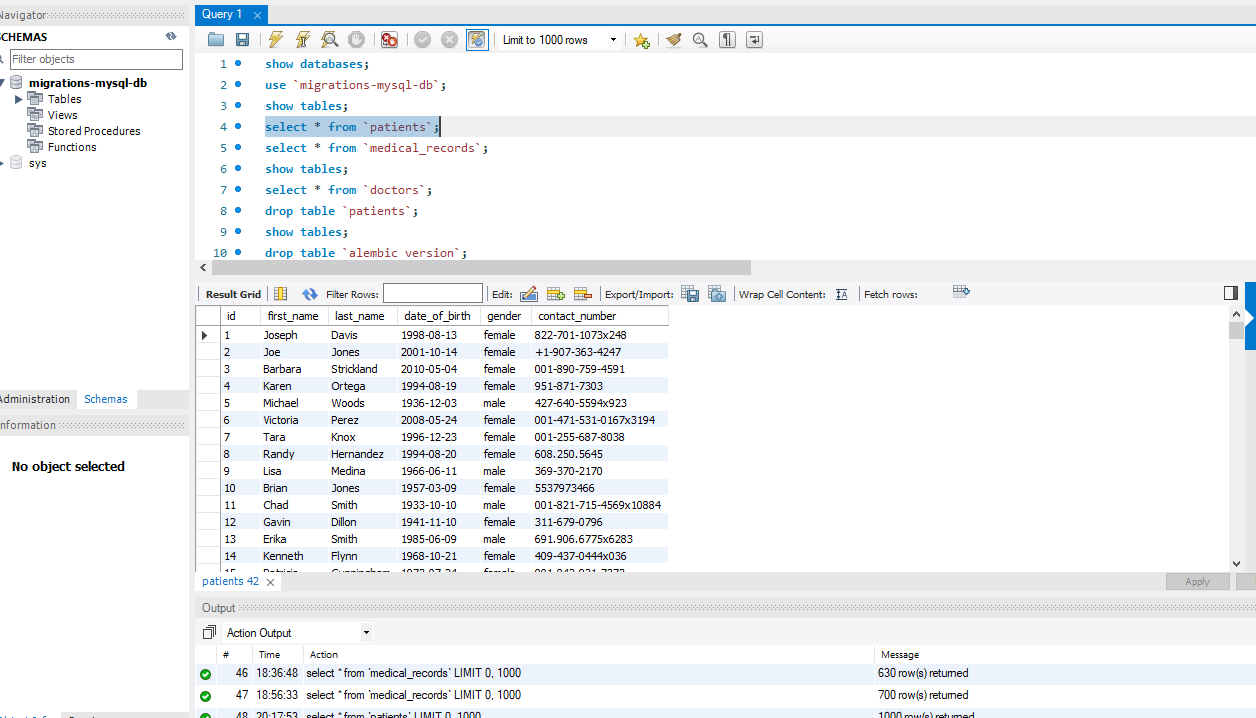 Navigator
Query 1
SCHEMAS
Limit to 1000 rows
Filter objects
migrations-mysql-db
Tables
Views
Stored Procedures
Functions
sys
1 show databases;
2 use `migrations-mysql-db`;
3 show tables;
4 select * from `patients`;
5 select * from `medical_records`;
6 show tables;
7 select * from `doctors`;
8 drop table `patients`;
9 show tables;
10 drop table `alembic_version`;
Result Grid Filter Rows: Edit: Export/Import: Wrap Cell Content: Fetch rows:
id first_name last_name date_of_birth gender contact_number
1 Joseph Davis 1998-08-13 female 822-701-1073x248
2 Joe Jones 2001-10-14 female +1-907-363-4247
3 Barbara Strickland 2010-05-04 female 001-890-759-4591
4 Karen Ortega 1994-08-19 female 951-871-7303
5 Michael Woods 1936-12-03 male 427-640-5594x923
6 Victoria Perez 2008-05-24 female 001-471-531-0167x3194
7 Tara Knox 1996-12-23 female 001-255-687-8038
8 Randy Hernandez 1994-08-20 female 608.250.5645
9 Lisa Medina 1966-06-11 male 369-370-2170
10 Brian Jones 1957-03-09 female 5537973466
11 Chad Smith 1933-10-10 male 001-821-715-4569x10884
12 Gavin Dillon 1941-11-10 female 311-679-0796
13 Erika Smith 1985-06-09 male 691.906.6775x6283
14 Kenneth Flynn 1968-10-21 female 409-437-0444x036
Administration Schemas
Information
No object selected
patients 42
Apply
Output
Action Output
# Time Action Message
46 18:36:48 select * from `medical_records` LIMIT 0, 1000 630 row(s) returned
47 18:56:33 select * from `medical_records` LIMIT 0, 1000 700 row(s) returned
48 20:17:53 select * from `patients` LIMIT 0, 1000 1000 row(s) returned